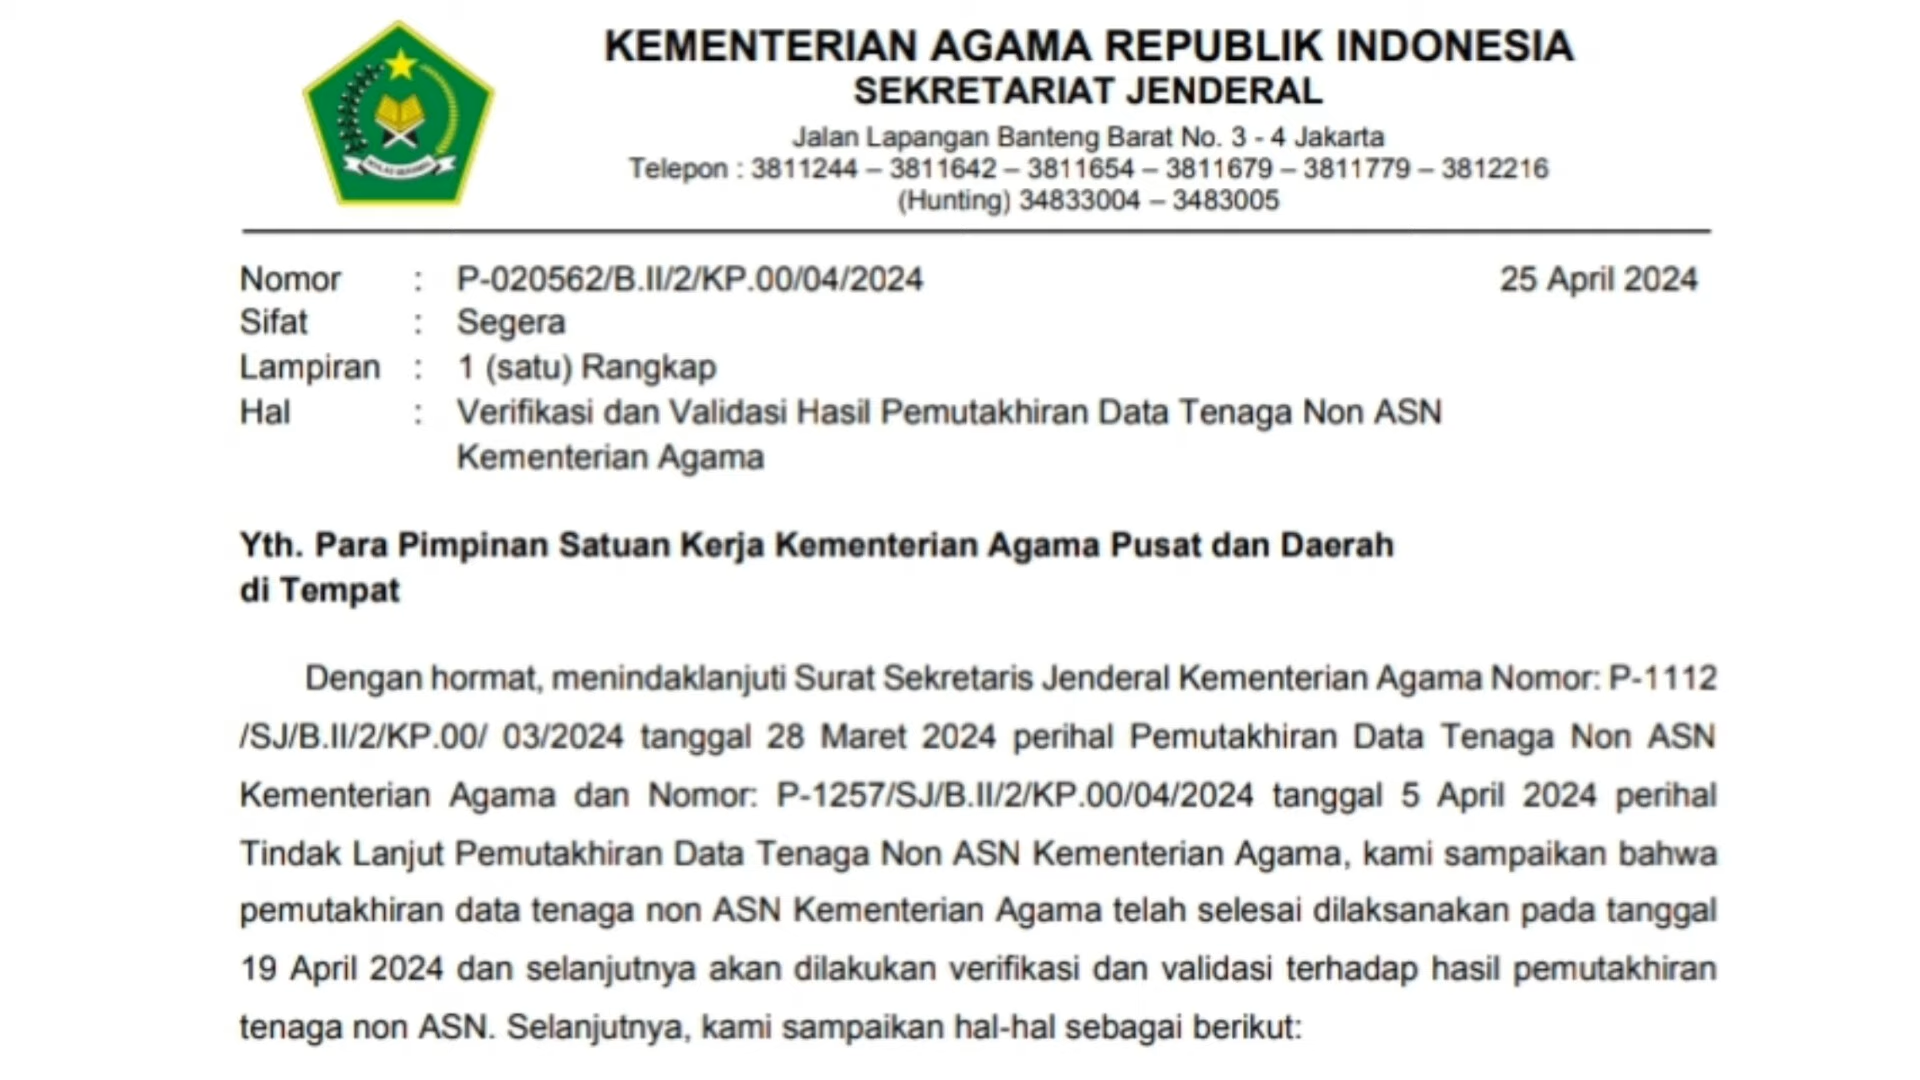 KEMENTERIAN AGAMA REPUBLIK INDONESIA
SEKRETARIAT JENDERAL
Jalan Lapangan Banteng Barat No. 3 - 4 Jakarta
Telepon : 3811244 – 3811642 – 3811654 – 3811679 – 3811779 – 3812216
(Hunting) 34833004 – 3483005
Nomor : P-020562/B.II/2/KP.00/04/2024 25 April 2024
Sifat : Segera
Lampiran : 1 (satu) Rangkap
Hal : Verifikasi dan Validasi Hasil Pemutakhiran Data Tenaga Non ASN
Kementerian Agama
Yth. Para Pimpinan Satuan Kerja Kementerian Agama Pusat dan Daerah
di Tempat
Dengan hormat, menindaklanjuti Surat Sekretaris Jenderal Kementerian Agama Nomor: P-1112
/SJ/B.II/2/KP.00/ 03/2024 tanggal 28 Maret 2024 perihal Pemutakhiran Data Tenaga Non ASN
Kementerian Agama dan Nomor: P-1257/SJ/B.II/2/KP.00/04/2024 tanggal 5 April 2024 perihal
Tindak Lanjut Pemutakhiran Data Tenaga Non ASN Kementerian Agama, kami sampaikan bahwa
pemutakhiran data tenaga non ASN Kementerian Agama telah selesai dilaksanakan pada tanggal
19 April 2024 dan selanjutnya akan dilakukan verifikasi dan validasi terhadap hasil pemutakhiran
tenaga non ASN. Selanjutnya, kami sampaikan hal-hal sebagai berikut: